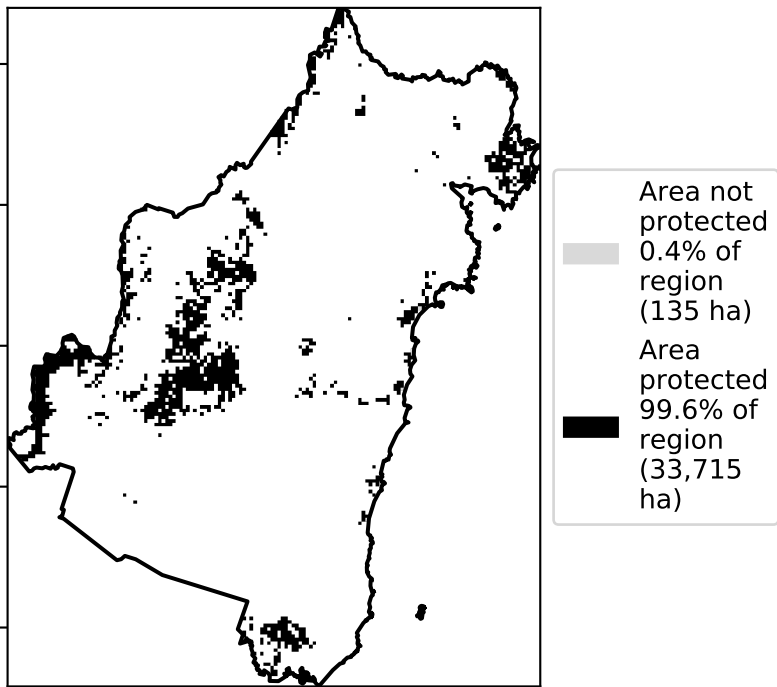 Area not
protected
0.4% of
region
(135 ha)
Area
protected
99.6% of
region
(33,715
ha)